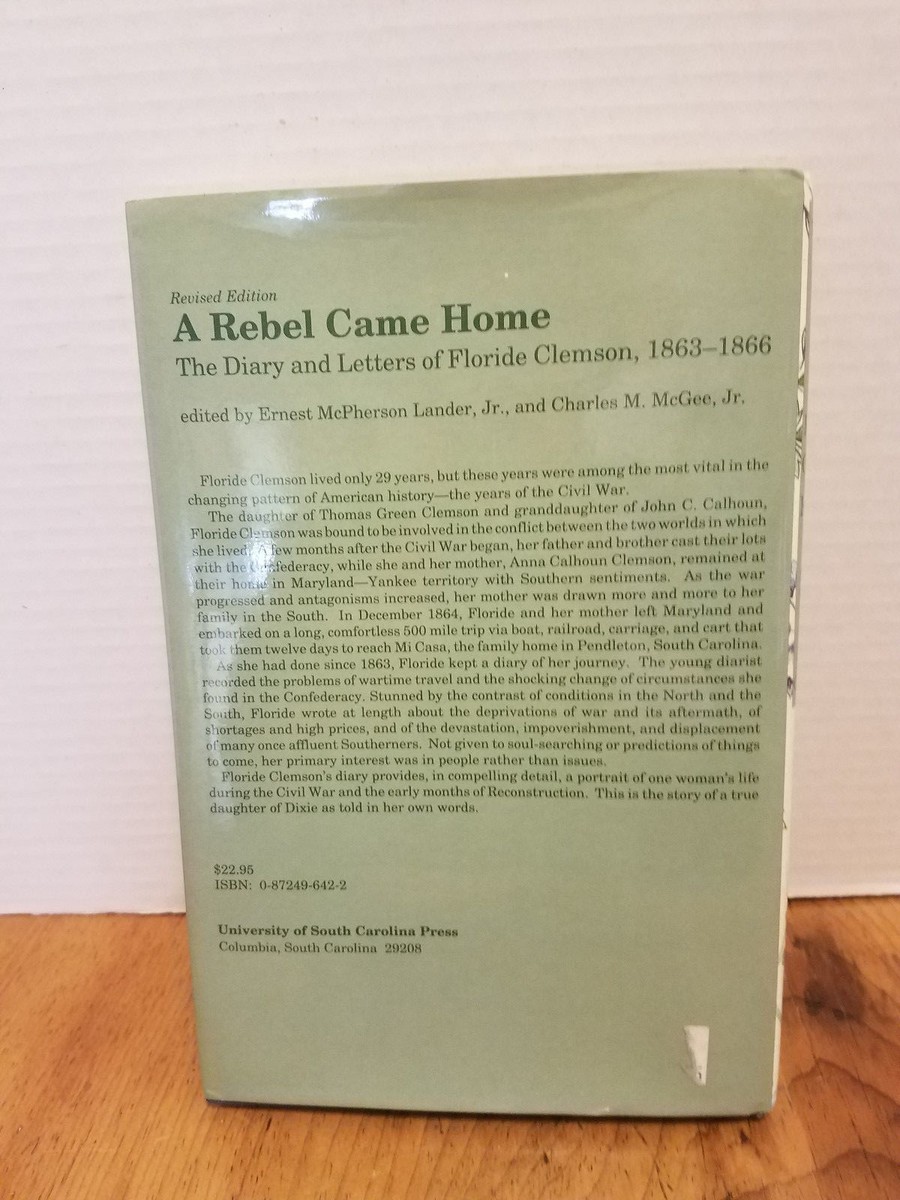 Revised Edition
A Rebel Came Home
The Diary and Letters of Floride Clemson, 1863–1866
edited by Ernest McPherson Lander, Jr., and Charles M. McGee, Jr.
Floride Clemson lived only 29 years, but these years were among the most vital in the
changing pattern of American history—the years of the Civil War.
The daughter of Thomas Green Clemson and granddaughter of John C. Calhoun,
Floride Clemson was bound to be involved in the conflict between the two worlds in which
she lived. A few months after the Civil War began, her father and brother cast their lots
with the Confederacy, while she and her mother, Anna Calhoun Clemson, remained at
their home in Maryland—Yankee territory with Southern sentiments. As the war
progressed and antagonisms increased, her mother was drawn more and more to her
family in the South. In December 1864, Floride and her mother left Maryland and
embarked on a long, comfortless 500 mile trip via boat, railroad, carriage, and cart that
took them twelve days to reach Mi Casa, the family home in Pendleton, South Carolina.
As she had done since 1863, Floride kept a diary of her journey. The young diarist
recorded the problems of wartime travel and the shocking change of circumstances she
found in the Confederacy. Stunned by the contrast of conditions in the North and the
South, Floride wrote at length about the deprivations of war and its aftermath, of
shortages and high prices, and of the devastation, impoverishment, and displacement
of many once affluent Southerners. Not given to soul-searching or predictions of things
to come, her primary interest was in people rather than issues.
Floride Clemson's diary provides, in compelling detail, a portrait of one woman's life
during the Civil War and the early months of Reconstruction. This is the story of a true
daughter of Dixie as told in her own words.
$22.95
ISBN: 0-87249-642-2
University of South Carolina Press
Columbia, South Carolina 29208